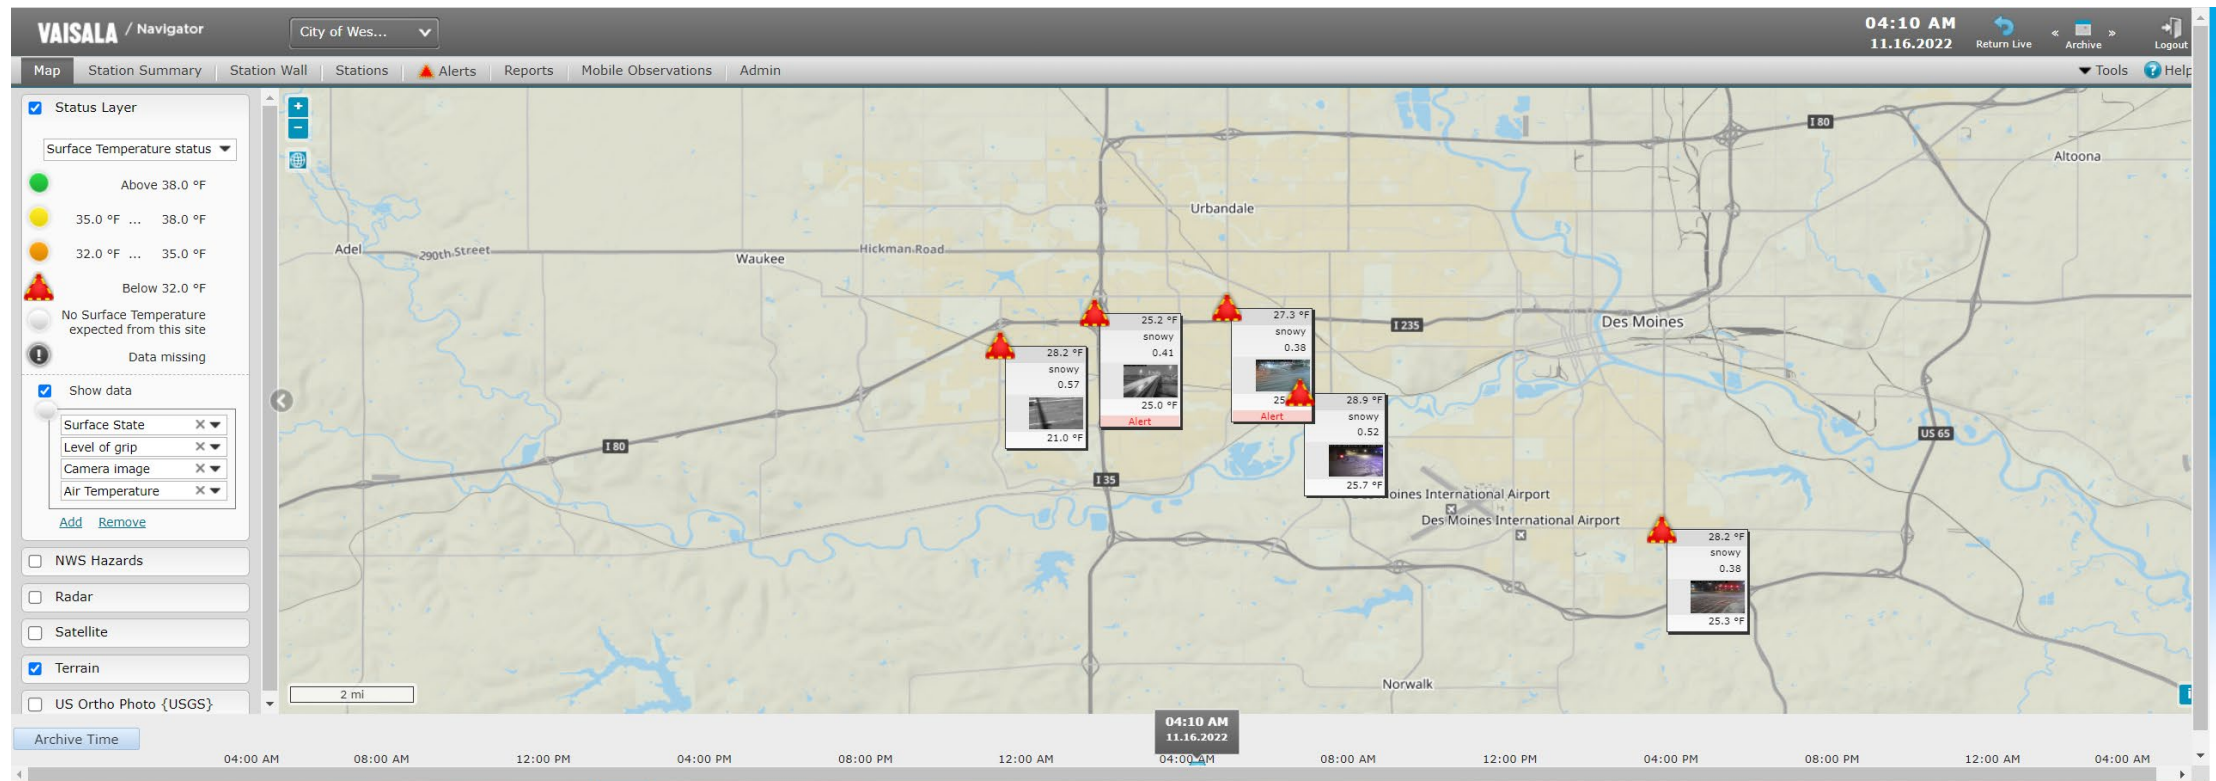 VAISALA / Navigator
City of Wes...
04:10 AM
11.16.2022
Return Live
«
Archive
»
Logout
Map
Station Summary
Station Wall
Stations
Alerts
Reports
Mobile Observations
Admin
Tools
? Help
Status Layer
Surface Temperature status
Above 38.0 °F
35.0 °F ... 38.0 °F
32.0 °F ... 35.0 °F
Below 32.0 °F
No Surface Temperature
expected from this site
! Data missing
Show data
Surface State
Level of grip
Camera image
Air Temperature
Add Remove
NWS Hazards
Radar
Satellite
Terrain
US Ortho Photo {USGS}
+
-
I 80
Altoona
Urbandale
Adel
290th Street
Hickman Road
Waukee
I 235
Des Moines
28.2 °F
snowy
0.57
21.0 °F
25.2 °F
snowy
0.41
25.0 °F
Alert
27.3 °F
snowy
0.38
25
Alert
28.9 °F
snowy
0.52
25.7 °F
I 80
US 65
I 35
oines International Airport
Des Moines International Airport
28.2 °F
snowy
0.38
25.3 °F
Norwalk
2 mi
i
04:10 AM
11.16.2022
Archive Time
04:00 AM
08:00 AM
12:00 PM
04:00 PM
08:00 PM
12:00 AM
04:00 AM
08:00 AM
12:00 PM
04:00 PM
08:00 PM
12:00 AM
04:00 AM